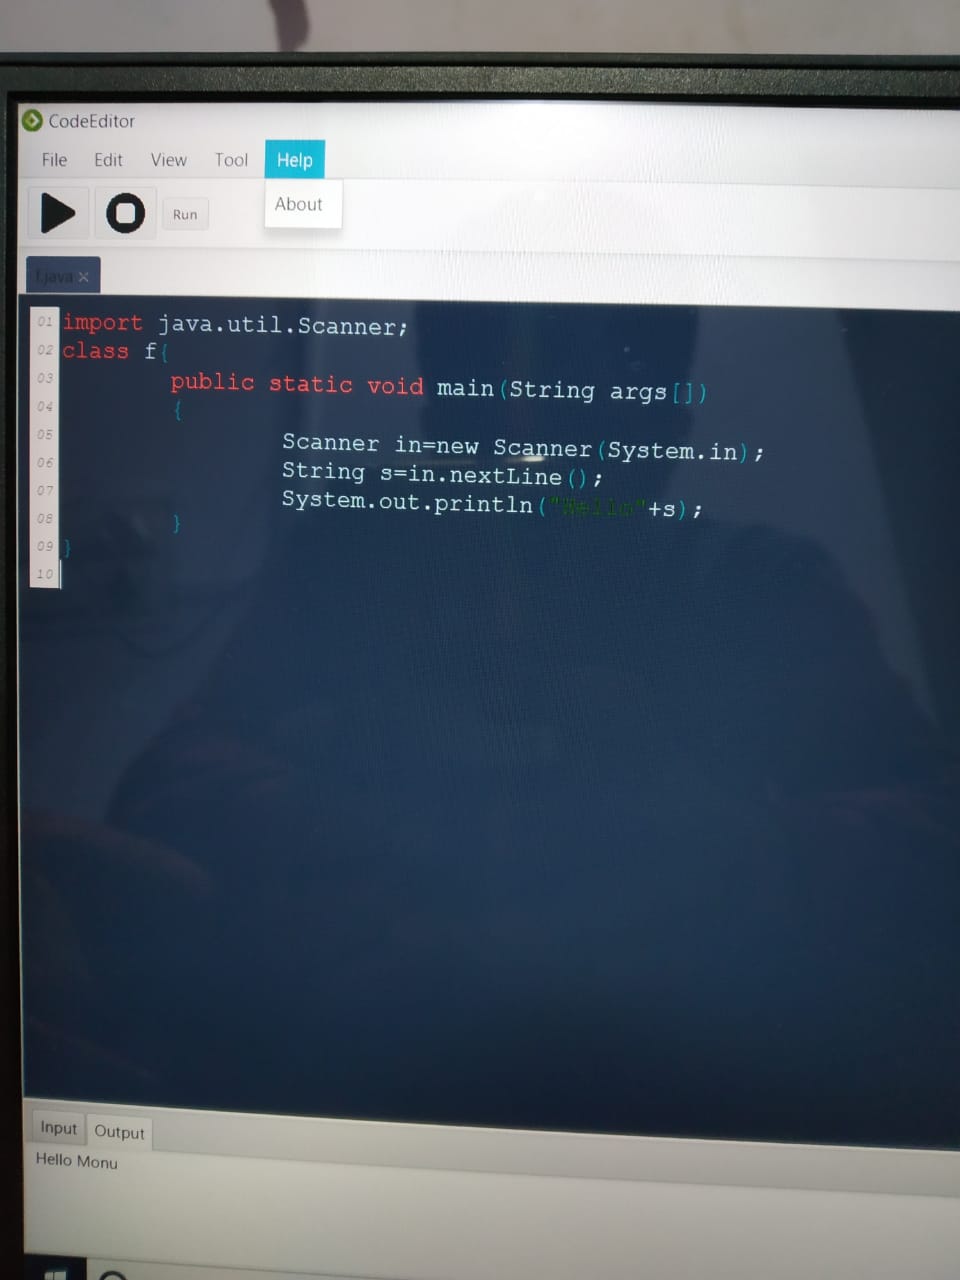 CodeEditor
File Edit View Tool Help
About
Run
f.java ×
01 import java.util.Scanner;
02 class f{
03 public static void main(String args[])
04 {
05 Scanner in=new Scanner(System.in);
06 String s=in.nextLine();
07 System.out.println("Hello"+s);
08 }
09 }
10
Input Output
Hello Monu